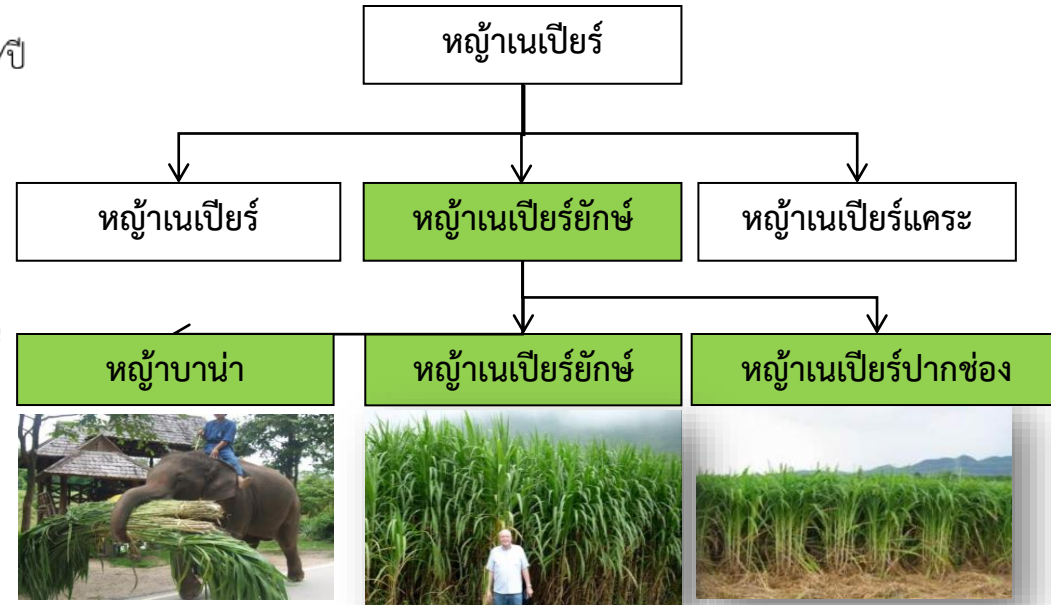 /ปี
หญ้าเนเปียร์
หญ้าเนเปียร์
หญ้าเนเปียร์ยักษ์
หญ้าเนเปียร์แคระ
หญ้าบาน่า
หญ้าเนเปียร์ยักษ์
หญ้าเนเปียร์ปากช่อง